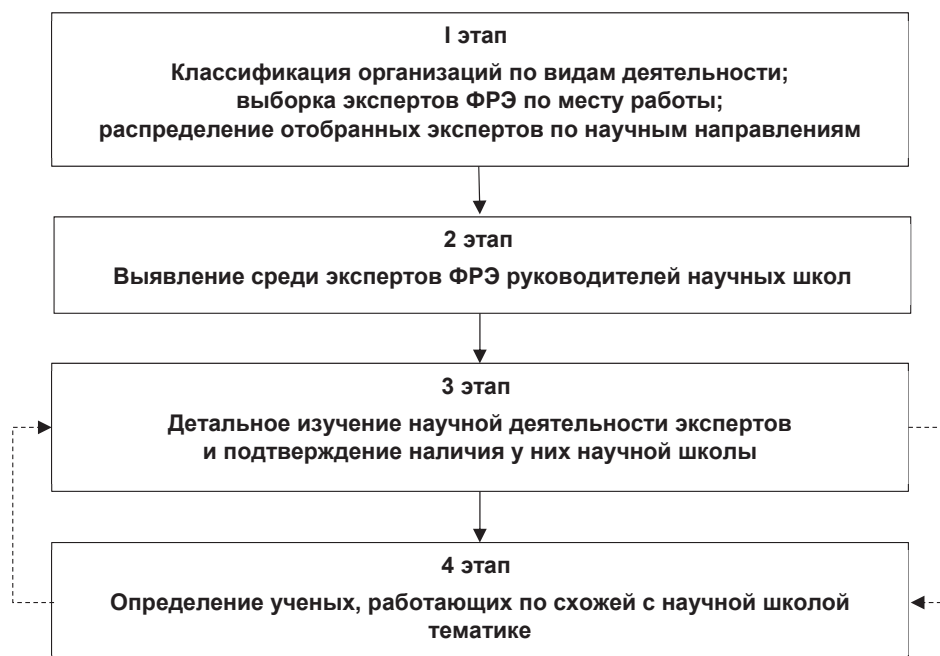 I этап
Классификация организаций по видам деятельности;
выборка экспертов ФРЭ по месту работы;
распределение отобранных экспертов по научным направлениям
2 этап
Выявление среди экспертов ФРЭ руководителей научных школ
3 этап
Детальное изучение научной деятельности экспертов
и подтверждение наличия у них научной школы
4 этап
Определение ученых, работающих по схожей с научной школой
тематике